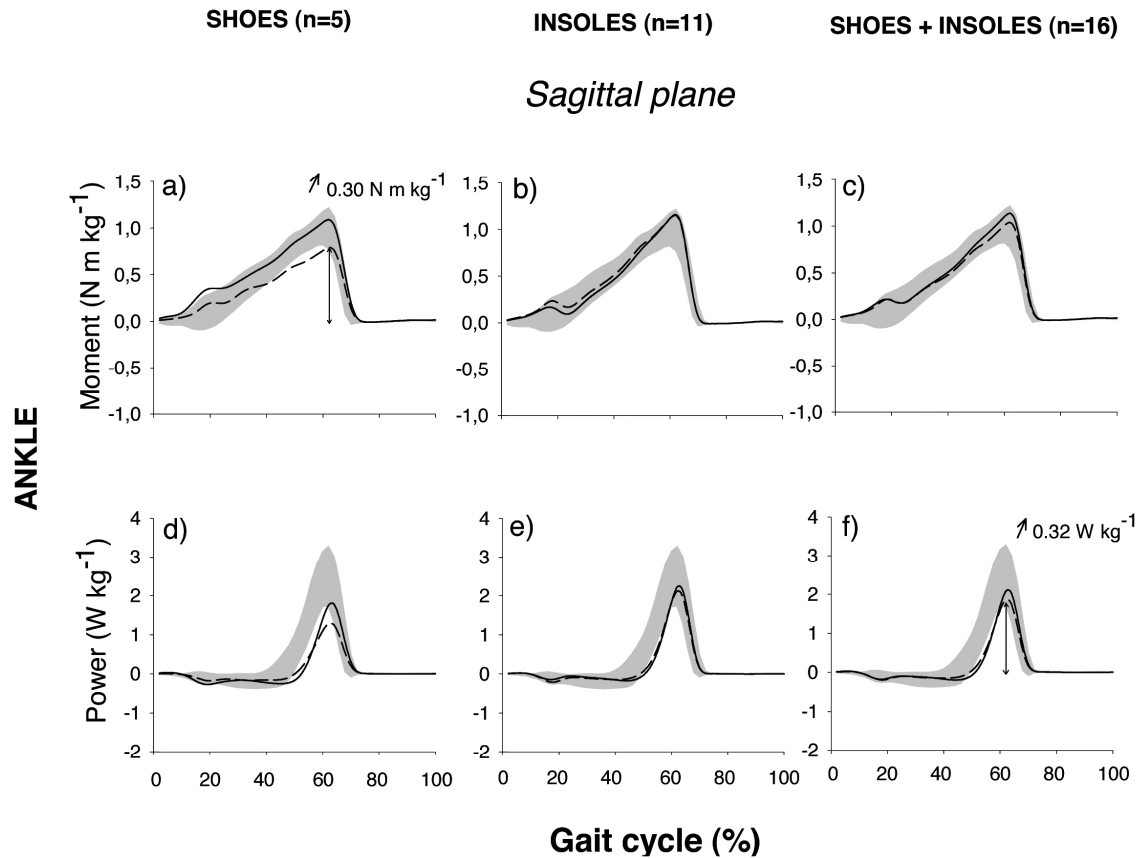 SHOES (n=5) INSOLES (n=11) SHOES + INSOLES (n=16)
Sagittal plane
ANKLE
Moment (N m kg-1)
a) 0.30 N m kg-1
1,5
1,0
0,5
0,0
-0,5
-1,0
b)
1,5
1,0
0,5
0,0
-0,5
-1,0
c)
1,5
1,0
0,5
0,0
-0,5
-1,0
Power (W kg-1)
d)
4
3
2
1
0
-1
-2
0 20 40 60 80 100
e)
4
3
2
1
0
-1
-2
0 20 40 60 80 100
f) 0.32 W kg-1
4
3
2
1
0
-1
-2
0 20 40 60 80 100
Gait cycle (%)